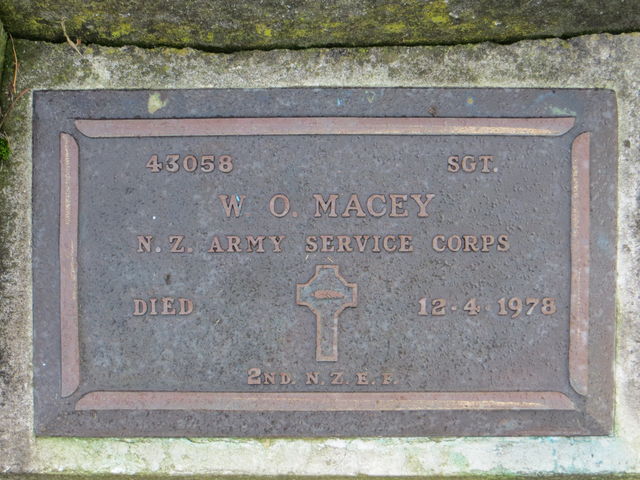 43058 SGT.
W O. MACEY
N. Z. ARMY SERVICE CORPS
DIED 12·4·1978
2ND. N. Z. E. F.